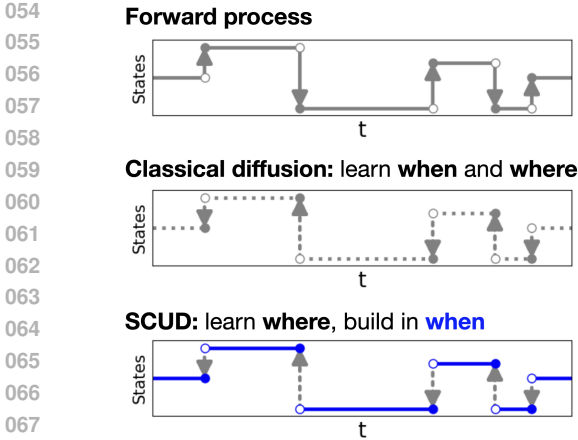 054
Forward process
055
056
057
States
t
058
059
Classical diffusion: learn when and where
060
061
062
States
t
063
064
SCUD: learn where, build in when
065
066
067
States
t